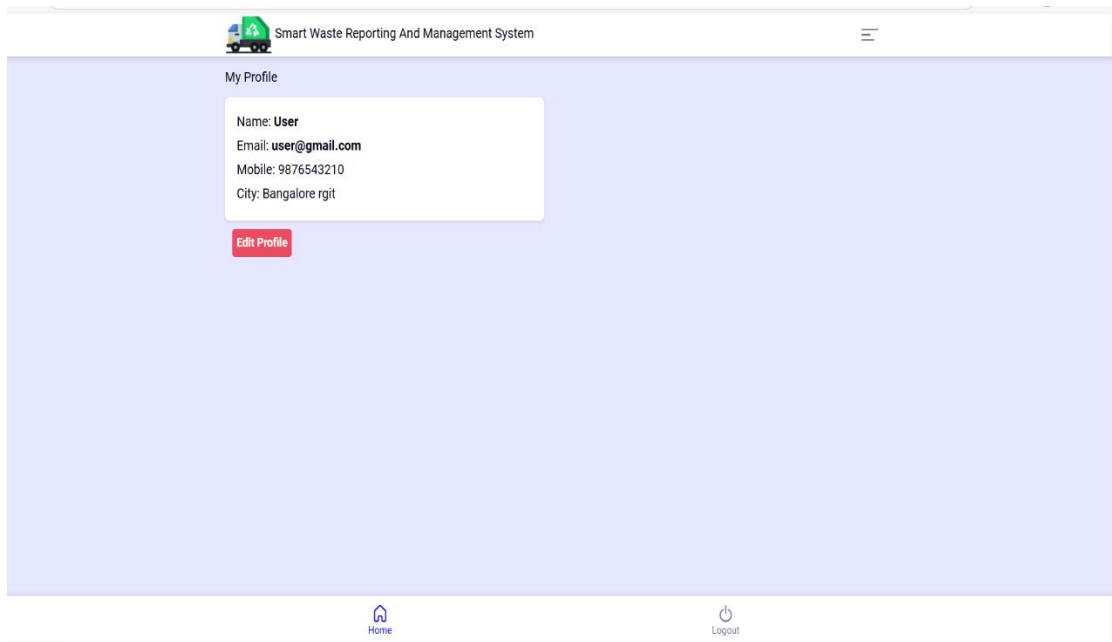 Smart Waste Reporting And Management System
My Profile
Name: User
Email: user@gmail.com
Mobile: 9876543210
City: Bangalore rgit
Edit Profile
Home
Logout